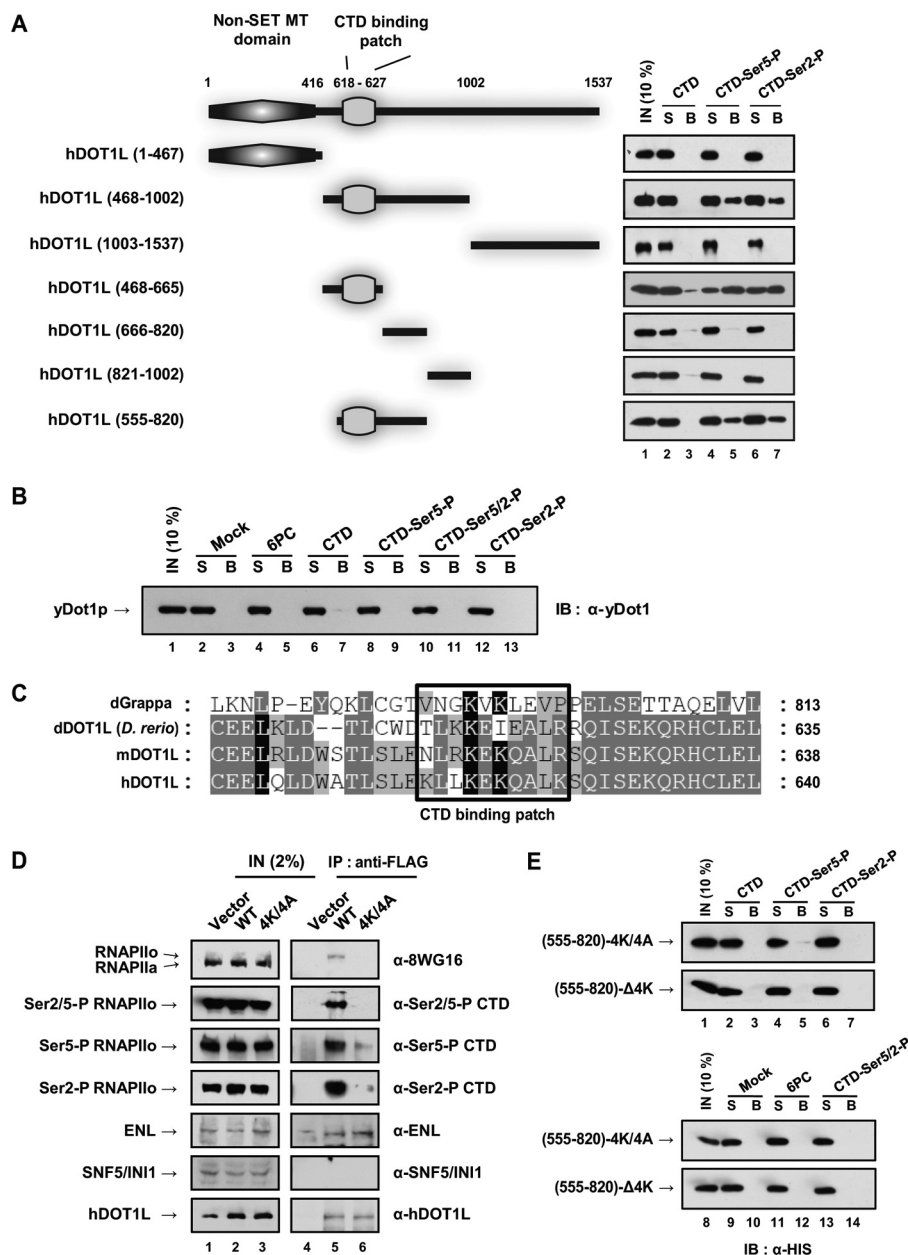 A
Non-SET MT domain
CTD binding patch
1 416 618 - 627 1002 1537
IN (10 %) CTD CTD-Ser5-P CTD-Ser2-P
S B S B S B
hDOT1L (1-467)
hDOT1L (468-1002)
hDOT1L (1003-1537)
hDOT1L (468-665)
hDOT1L (666-820)
hDOT1L (821-1002)
hDOT1L (555-820)
1 2 3 4 5 6 7
B
IN (10 %) Mock 6PC CTD CTD-Ser5-P CTD-Ser5/2-P CTD-Ser2-P
S B S B S B S B S B S B
yDot1p → IB : α-yDot1
1 2 3 4 5 6 7 8 9 10 11 12 13
C
dGrappa : LKNLP-EYQKLCGTVNGKVKLEVPPELSETTAQELVL : 813
dDOT1L (D. rerio) : CEELKLD--TLCWDTLKKEIEALRRQISEKQRHCLEL : 635
mDOT1L : CEELRLDWSTLSLENLRKEKQALRSQISEKQRHCLEL : 638
hDOT1L : CEELQLDWATLSLEKLLKEKQALKSQISEKQRHCLEL : 640
CTD binding patch
D
IN (2%) IP : anti-FLAG
Vector WT 4K/4A Vector WT 4K/4A
RNAPIIo
RNAPIIa → α-8WG16
Ser2/5-P RNAPIIo → α-Ser2/5-P CTD
Ser5-P RNAPIIo → α-Ser5-P CTD
Ser2-P RNAPIIo → α-Ser2-P CTD
ENL → α-ENL
SNF5/INI1 → α-SNF5/INI1
hDOT1L → α-hDOT1L
1 2 3 4 5 6
E
IN (10 %) CTD CTD-Ser5-P CTD-Ser2-P
S B S B S B
(555-820)-4K/4A →
(555-820)-Δ4K →
1 2 3 4 5 6 7
IN (10 %) Mock 6PC CTD-Ser5/2-P
S B S B S B
(555-820)-4K/4A →
(555-820)-Δ4K →
8 9 10 11 12 13 14
IB : α-HIS